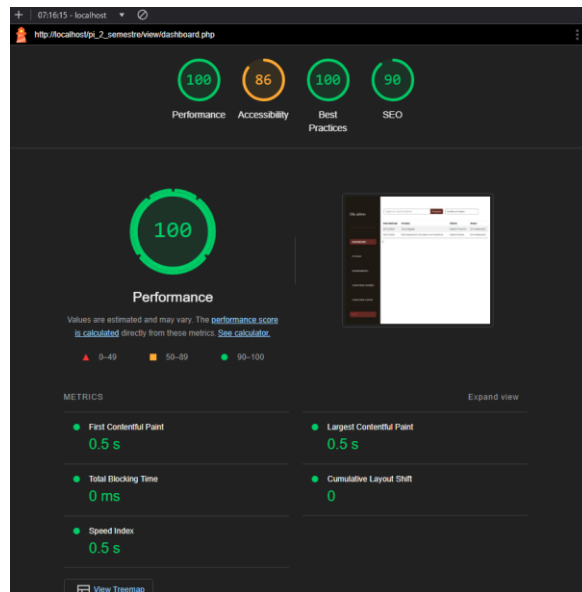 07:16:15 - localhost
http://localhost/pi_2_semestre/view/dashboard.php
100
86
100
90
Performance
Accessibility
Best
Practices
SEO
100
Performance
Values are estimated and may vary. The performance score
is calculated directly from these metrics. See calculator.
0–49
50–89
90–100
METRICS
Expand view
First Contentful Paint
0.5 s
Largest Contentful Paint
0.5 s
Total Blocking Time
0 ms
Cumulative Layout Shift
0
Speed Index
0.5 s
View Treemap